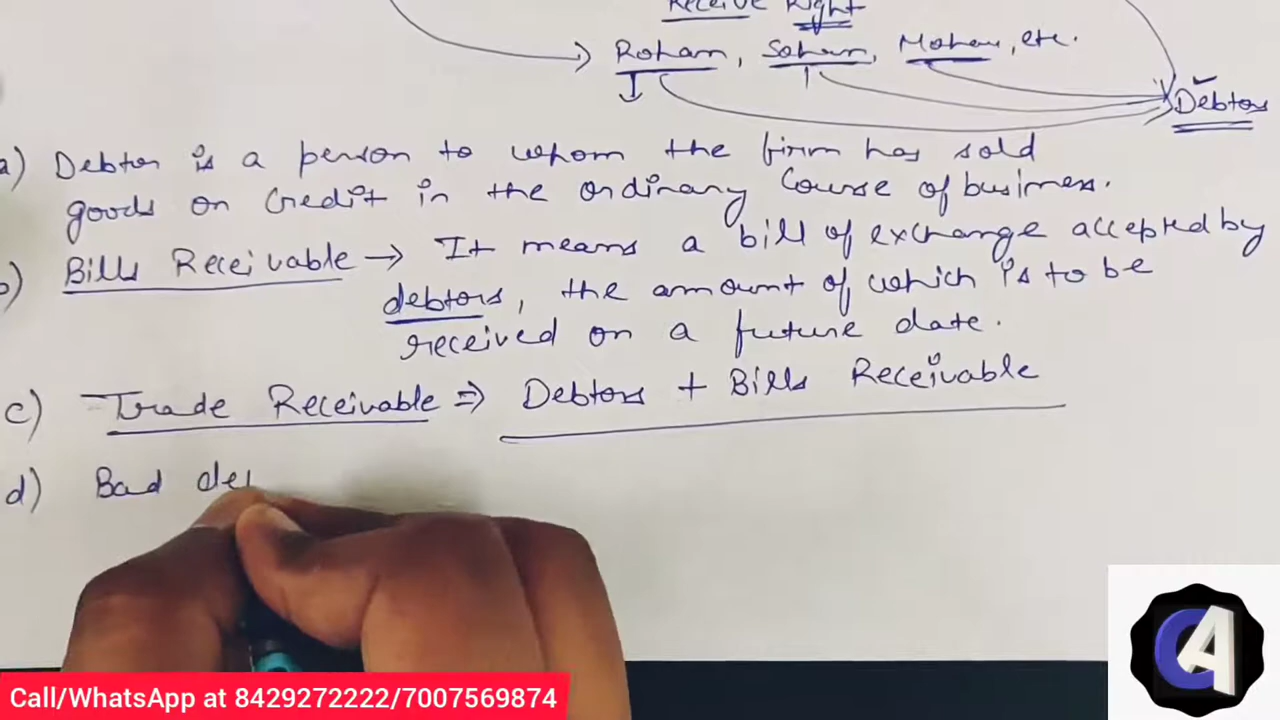 Receive Right
Rohan, Sohan, Mohan, etc.
Debtors
a) Debtor is a person to whom the firm has sold
goods on credit in the ordinary course of business.
b) Bills Receivable → It means a bill of exchange accepted by
debtors, the amount of which is to be
received on a future date.
c) Trade Receivable ⇒ Debtors + Bills Receivable
d) Bad de
CA
Call/WhatsApp at 8429272222/7007569874